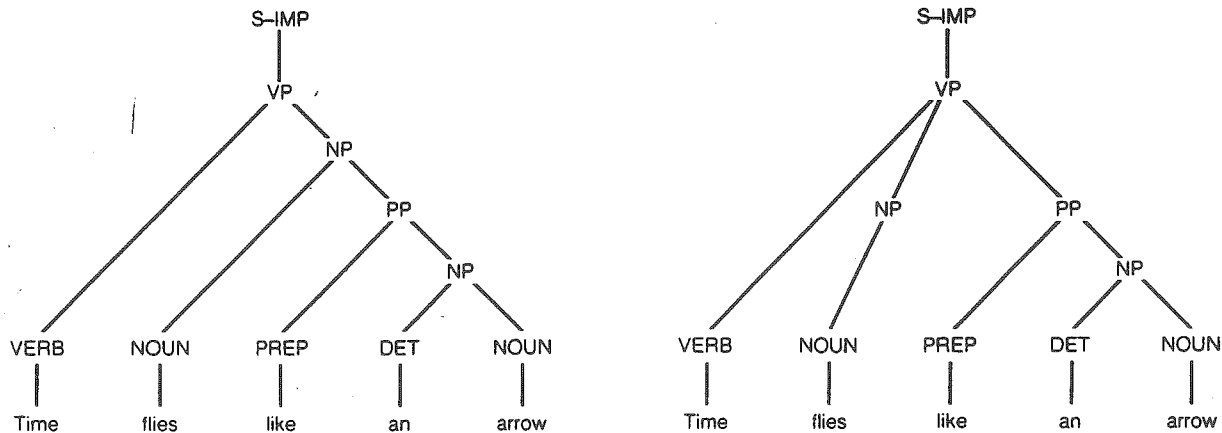 S–IMP
VP
NP
PP
NP
VERB NOUN PREP DET NOUN
Time flies like an arrow
S–IMP
VP
NP PP
NP
VERB NOUN PREP DET NOUN
Time flies like an arrow